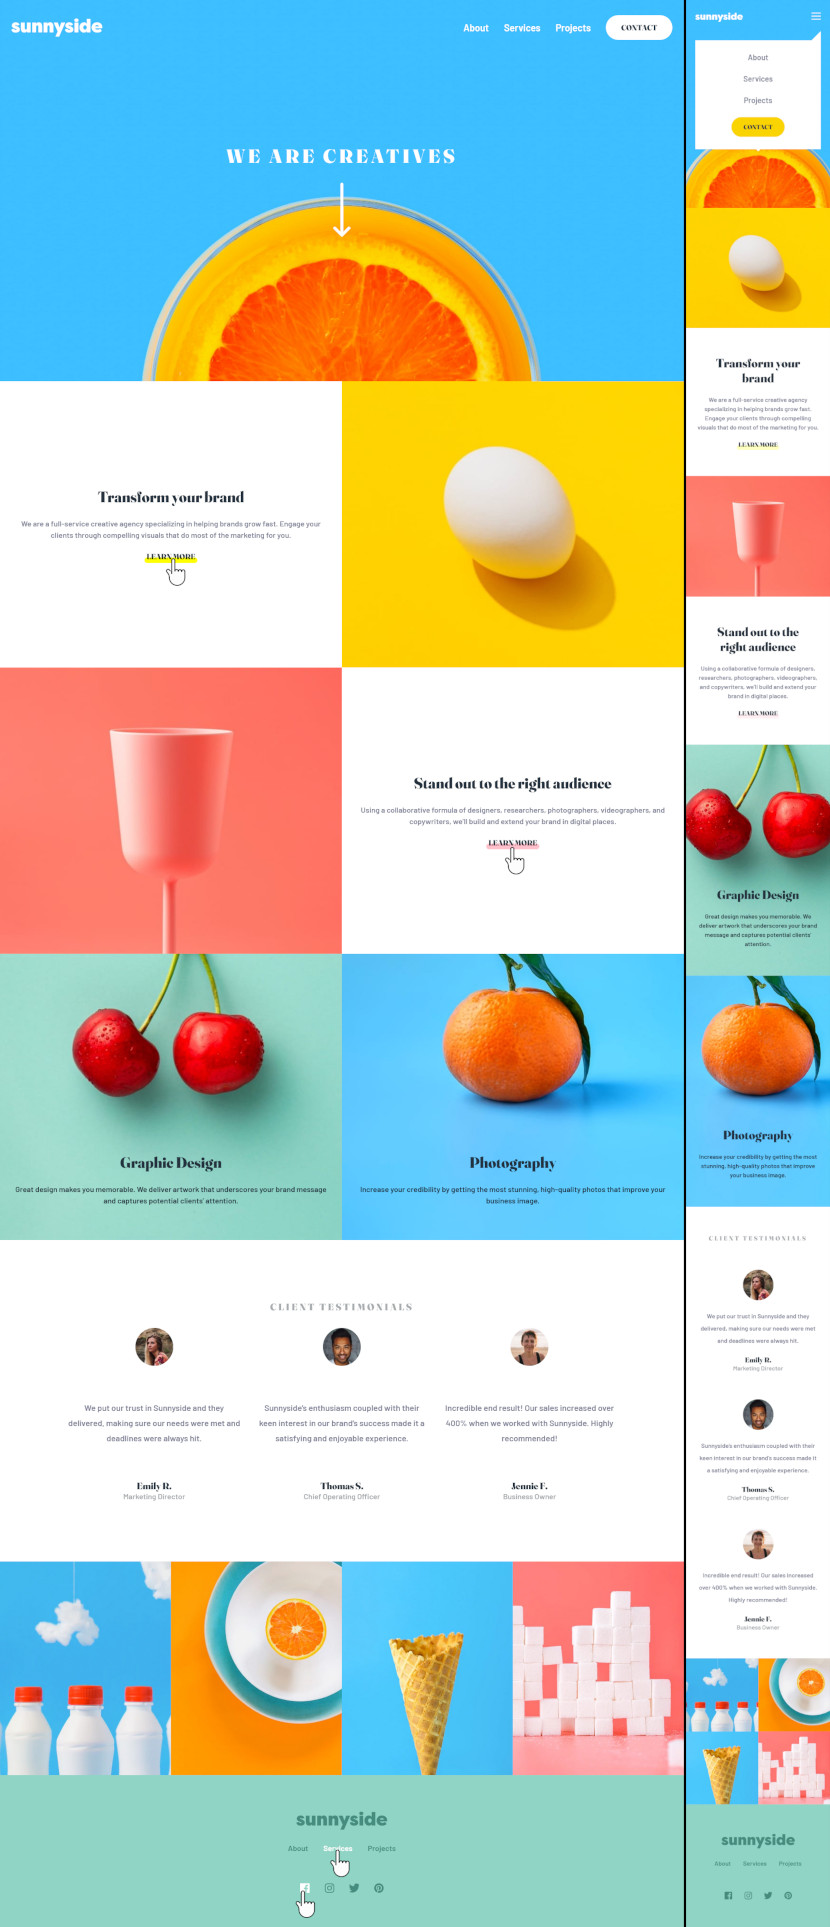 sunnyside
About Services Projects CONTACT
WE ARE CREATIVES
Transform your brand
We are a full-service creative agency specializing in helping brands grow fast. Engage your
clients through compelling visuals that do most of the marketing for you.
LEARN MORE
Stand out to the right audience
Using a collaborative formula of designers, researchers, photographers, videographers, and
copywriters, we'll build and extend your brand in digital places.
LEARN MORE
Graphic Design
Great design makes you memorable. We deliver artwork that underscores your brand message
and captures potential clients' attention.
Photography
Increase your credibility by getting the most stunning, high-quality photos that improve your
business image.
CLIENT TESTIMONIALS
We put our trust in Sunnyside and they
delivered, making sure our needs were met and
deadlines were always hit.
Emily R.
Marketing Director
Sunnyside's enthusiasm coupled with their
keen interest in our brand's success made it a
satisfying and enjoyable experience.
Thomas S.
Chief Operating Officer
Incredible end result! Our sales increased over
400% when we worked with Sunnyside. Highly
recommended!
Jennie F.
Business Owner
sunnyside
About Services Projects
sunnyside
About
Services
Projects
CONTACT
Transform your
brand
We are a full-service creative agency
specializing in helping brands grow fast.
Engage your clients through compelling
visuals that do most of the marketing for you.
LEARN MORE
Stand out to the
right audience
Using a collaborative formula of designers,
researchers, photographers, videographers,
and copywriters, we'll build and extend your
brand in digital places.
LEARN MORE
Graphic Design
Great design makes you memorable. We
deliver artwork that underscores your brand
message and captures potential clients'
attention.
Photography
Increase your credibility by getting the most
stunning, high-quality photos that improve
your business image.
CLIENT TESTIMONIALS
We put our trust in Sunnyside and they
delivered, making sure our needs were met
and deadlines were always hit.
Emily R.
Marketing Director
Sunnyside's enthusiasm coupled with their
keen interest in our brand's success made it
a satisfying and enjoyable experience.
Thomas S.
Chief Operating Officer
Incredible end result! Our sales increased
over 400% when we worked with Sunnyside.
Highly recommended!
Jennie F.
Business Owner
sunnyside
About Services Projects